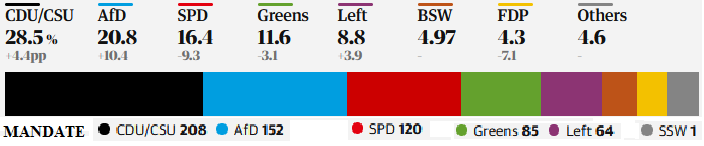 CDU/CSU AfD SPD Greens Left BSW FDP Others
28.5% 20.8 16.4 11.6 8.8 4.97 4.3 4.6
+4.4pp +10.4 -9.3 -3.1 +3.9 - -7.1 -
MANDATE CDU/CSU 208 AfD 152 SPD 120 Greens 85 Left 64 SSW 1